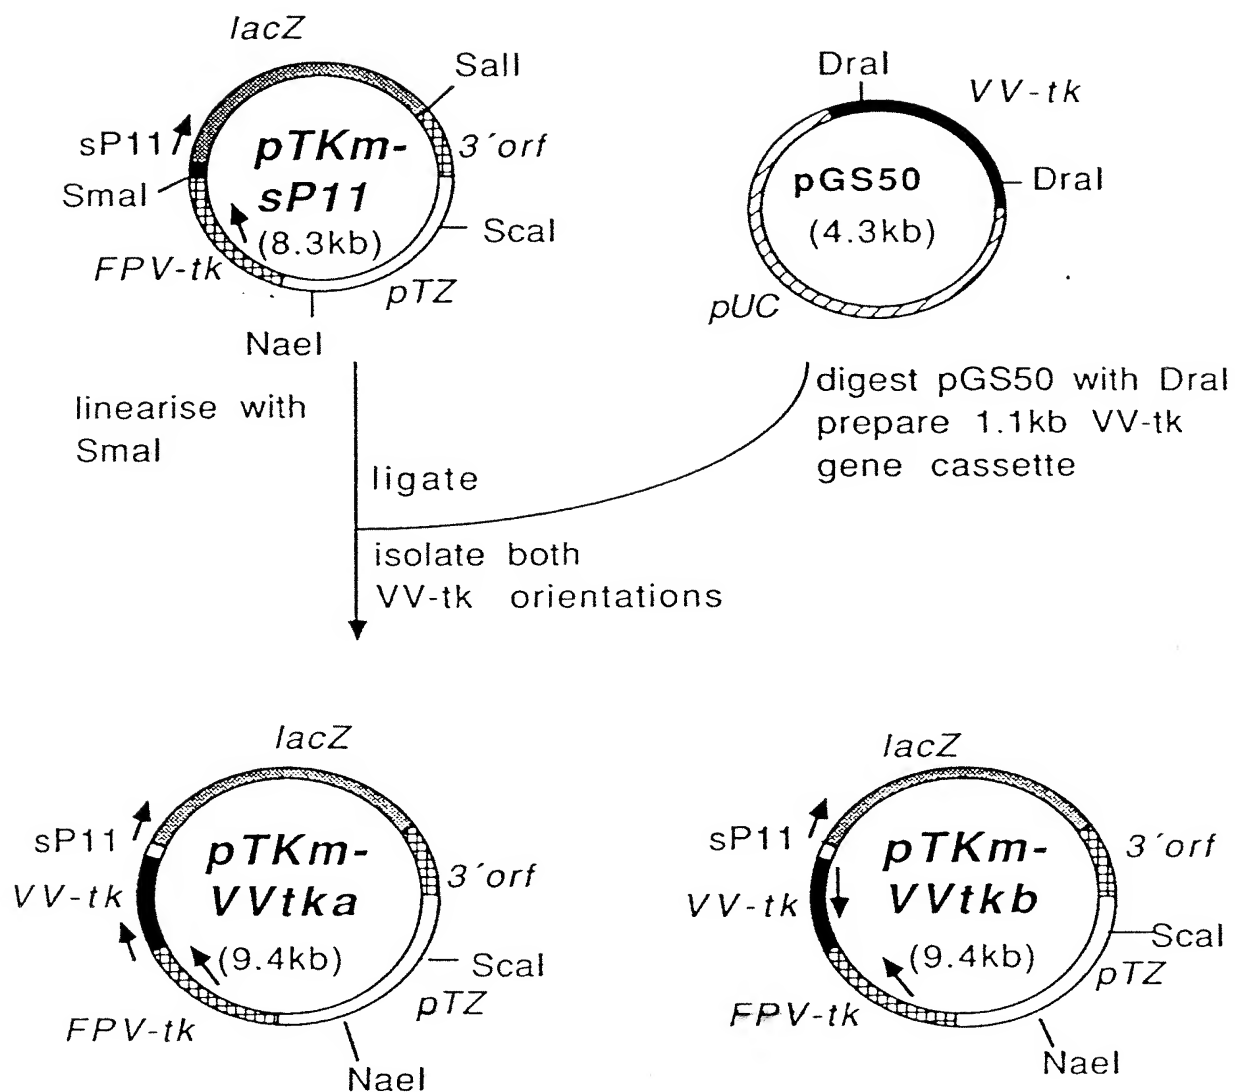 lacZ
SalI
sP11
pTKm-
sP11
(8.3kb)
3´orf
SmaI
ScaI
FPV-tk
pTZ
NaeI
DraI
VV-tk
pGS50
(4.3kb)
DraI
pUC
linearise with
SmaI
digest pGS50 with DraI
prepare 1.1kb VV-tk
gene cassette
ligate
isolate both
VV-tk orientations
lacZ
sP11
pTKm-
VVtka
(9.4kb)
3´orf
VV-tk
ScaI
pTZ
FPV-tk
NaeI
lacZ
sP11
pTKm-
VVtkb
(9.4kb)
3´orf
VV-tk
ScaI
pTZ
FPV-tk
NaeI